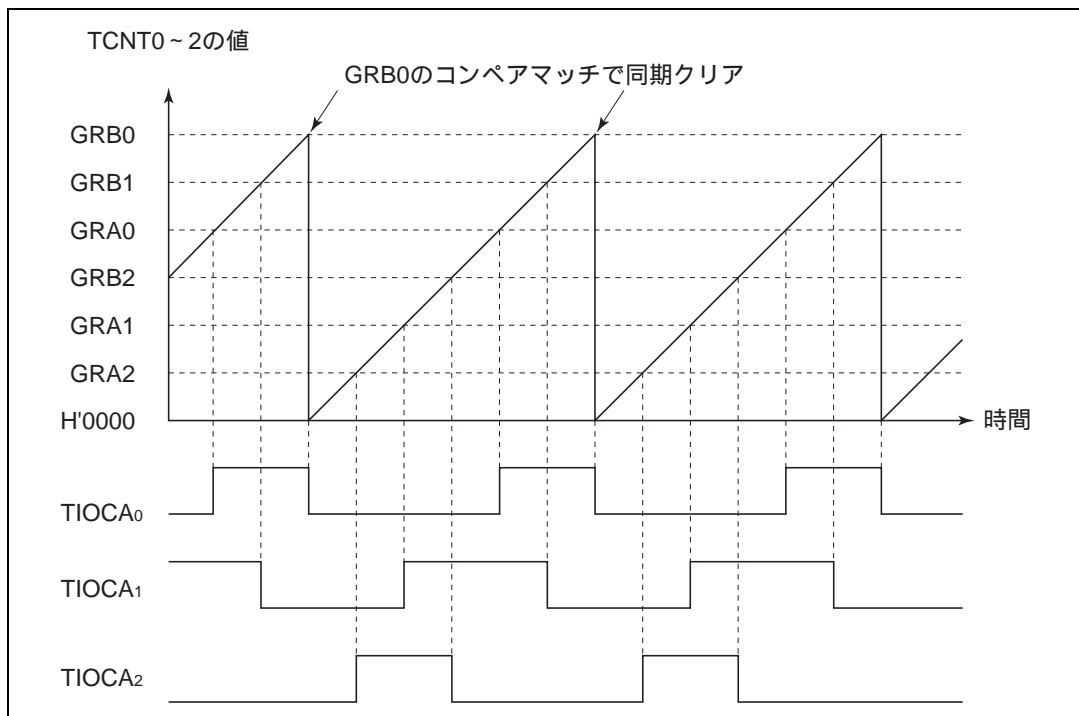 TCNT0～2の値
GRB0のコンペアマッチで同期クリア
GRB0
GRB1
GRA0
GRB2
GRA1
GRA2
H'0000
時間
TIOCA0
TIOCA1
TIOCA2